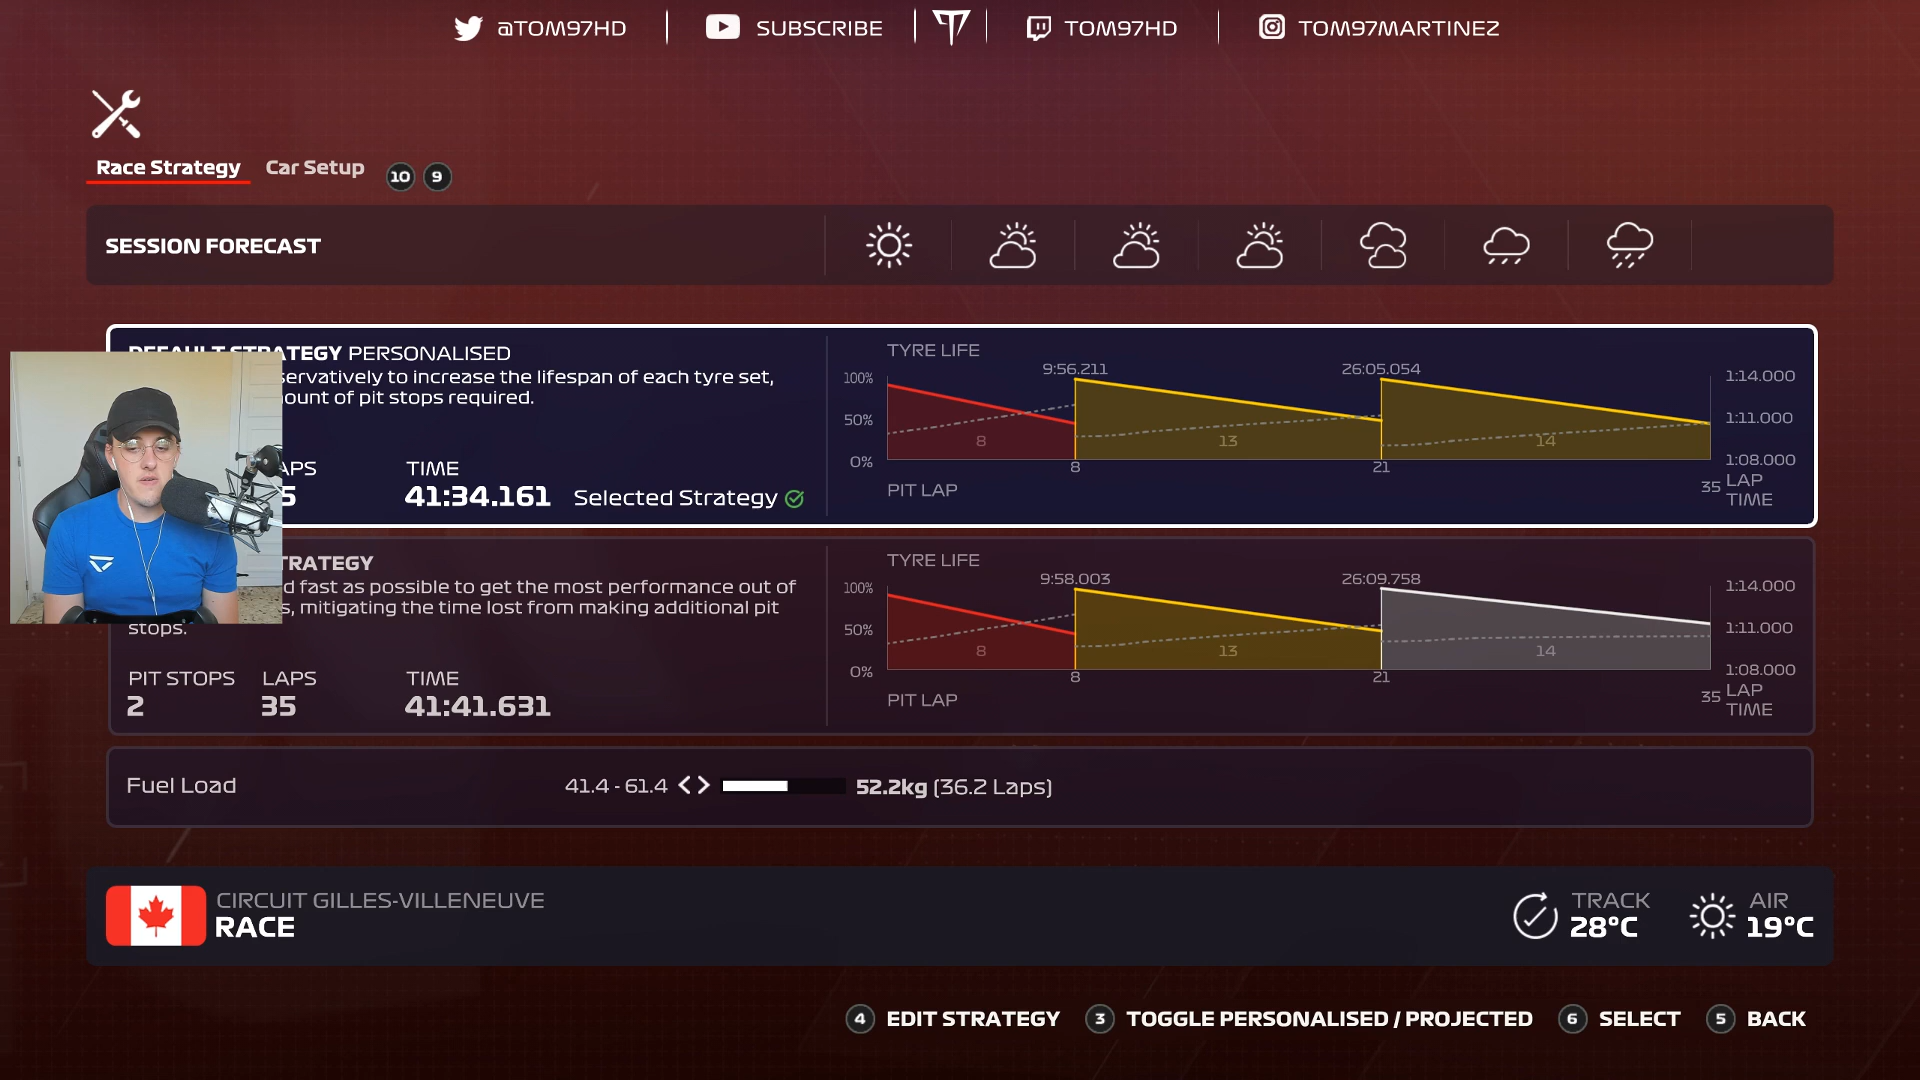 @TOM97HD SUBSCRIBE TOM97HD TOM97MARTINEZ
Race Strategy Car Setup 10 9
SESSION FORECAST
STRATEGY PERSONALISED
to increase the lifespan of each tyre set,
of pit stops required.
TIME
41:34.161 Selected Strategy
TYRE LIFE
9:56.211 26:05.054
100% 1:14.000
50% 1:11.000
8 13 14
0% 1:08.000
8 21
PIT LAP 35 LAP
TIME
fast as possible to get the most performance out of
mitigating the time lost from making additional pit
stops.
PIT STOPS LAPS TIME
2 35 41:41.631
TYRE LIFE
9:58.003 26:09.758
100% 1:14.000
50% 1:11.000
8 13 14
0% 1:08.000
8 21
PIT LAP 35 LAP
TIME
Fuel Load 41.4 - 61.4 52.2kg (36.2 Laps)
CIRCUIT GILLES-VILLENEUVE
RACE
TRACK
28°C
AIR
19°C
4 EDIT STRATEGY 3 TOGGLE PERSONALISED / PROJECTED 6 SELECT 5 BACK